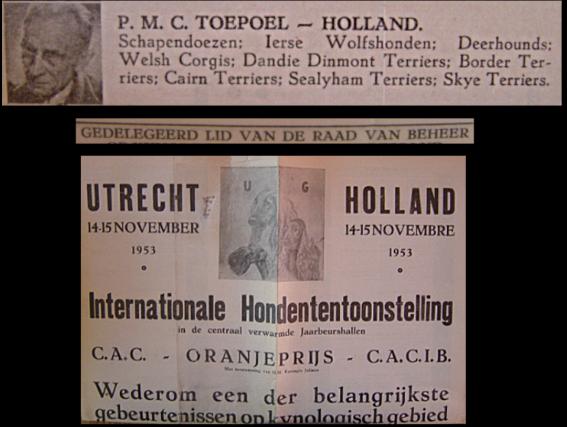 P. M. C. TOEPOEL — HOLLAND.
Schapendoezen; Ierse Wolfshonden; Deerhounds;
Welsh Corgis; Dandie Dinmont Terriers; Border Ter-
riers; Cairn Terriers; Sealyham Terriers; Skye Terriers.
GEDELEGEERD LID VAN DE RAAD VAN BEHEER
UTRECHT
U G
HOLLAND
14-15 NOVEMBER
14-15 NOVEMBRE
1953
1953
Internationale Hondententoonstelling
in de centraal verwarmde Jaarbeurshallen
C.A.C. - ORANJEPRIJS - C.A.C.I.B.
Wederom een der belangrijkste
gebeurtenissen op kynologisch gebied